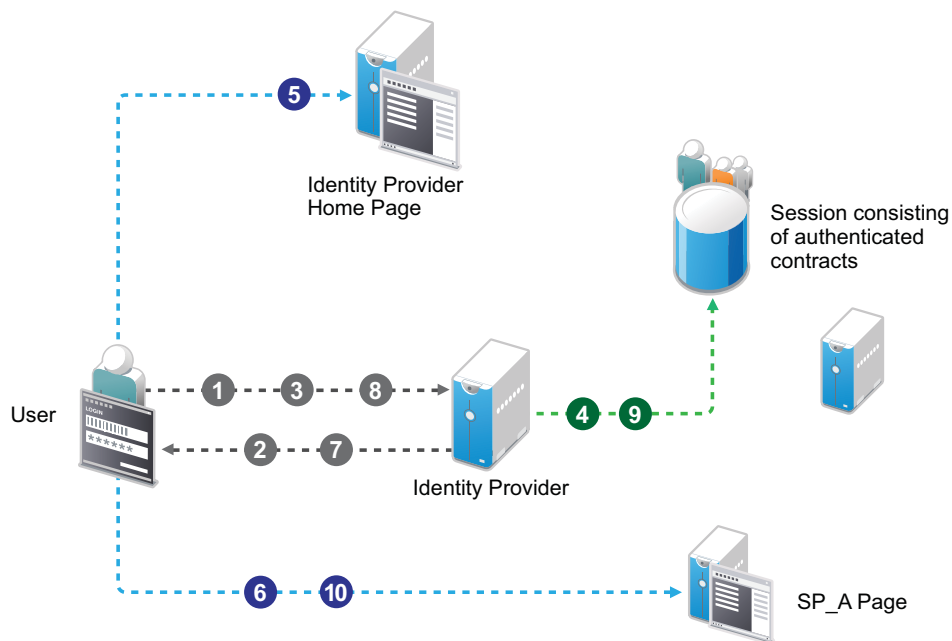 5
Identity Provider
Home Page
Session consisting
of authenticated
contracts
1 3 8
User
LOGIN
******
4 9
2 7
Identity Provider
6 10
SP_A Page